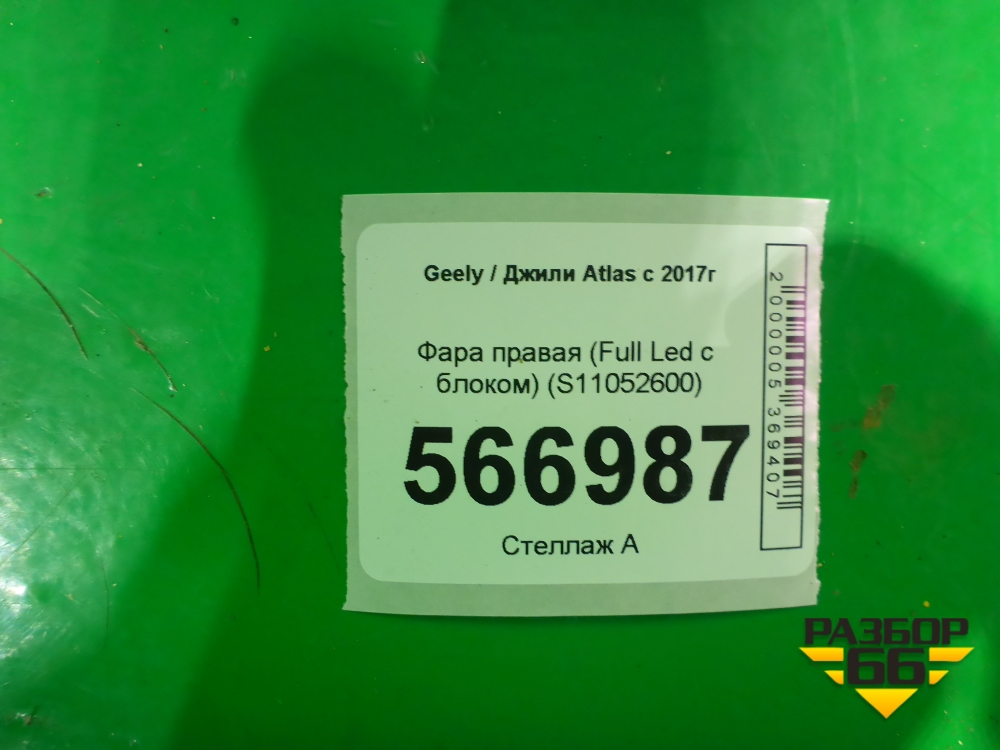 Geely / Джили Atlas с 2017г
Фара правая (Full Led с
блоком) (S11052600)
566987
Стеллаж А
2000005369407
РАЗБОР
66